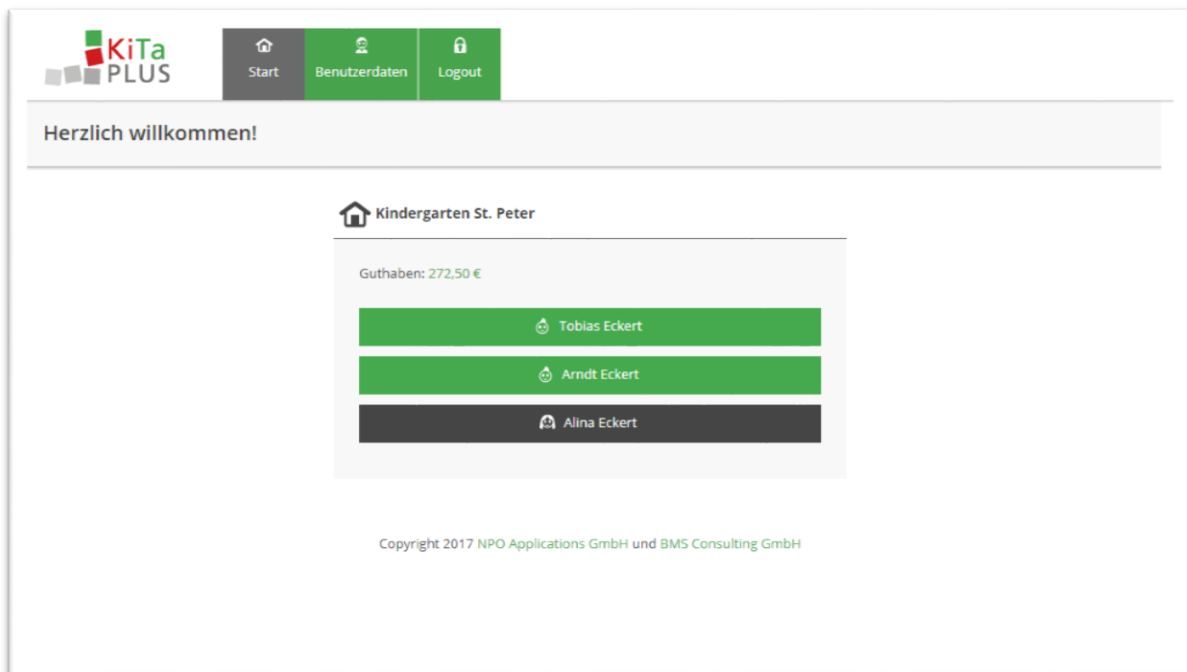 KiTa
PLUS
Start
Benutzerdaten
Logout
Herzlich willkommen!
Kindergarten St. Peter
Guthaben: 272,50 €
Tobias Eckert
Arndt Eckert
Alina Eckert
Copyright 2017 NPO Applications GmbH und BMS Consulting GmbH